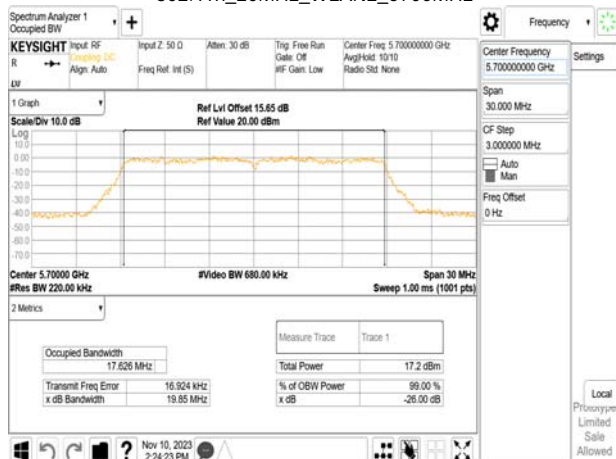 Spectrum Analyzer 1
Occupied BW
Frequency
KEYSIGHT
Input: RF
Coupling: DC
Align: Auto
Input Z: 50 Ω
Freq Ref: Int (S)
Atten: 30 dB
Trig: Free Run
Gate: Off
#IF Gain: Low
Center Freq: 5.700000000 GHz
Avg|Hold: 10/10
Radio Std: None
R
Center Frequency
5.700000000 GHz
Settings
Span
30.000 MHz
CF Step
3.000000 MHz
Auto
Man
Freq Offset
0 Hz
1 Graph
Scale/Div 10.0 dB
Ref Lvl Offset 15.65 dB
Ref Value 20.00 dBm
Log
10.0
0.00
-10.0
-20.0
-30.0
-40.0
-50.0
-60.0
-70.0
Center 5.70000 GHz
#Res BW 220.00 kHz
#Video BW 680.00 kHz
Span 30 MHz
Sweep 1.00 ms (1001 pts)
2 Metrics
Measure Trace
Trace 1
Occupied Bandwidth
17.626 MHz
Total Power
17.2 dBm
Transmit Freq Error
16.924 kHz
% of OBW Power
99.00 %
x dB Bandwidth
19.85 MHz
x dB
-26.00 dB
Local
Prototype
Limited
Sale
Allowed
Nov 10, 2023
2:24:23 PM